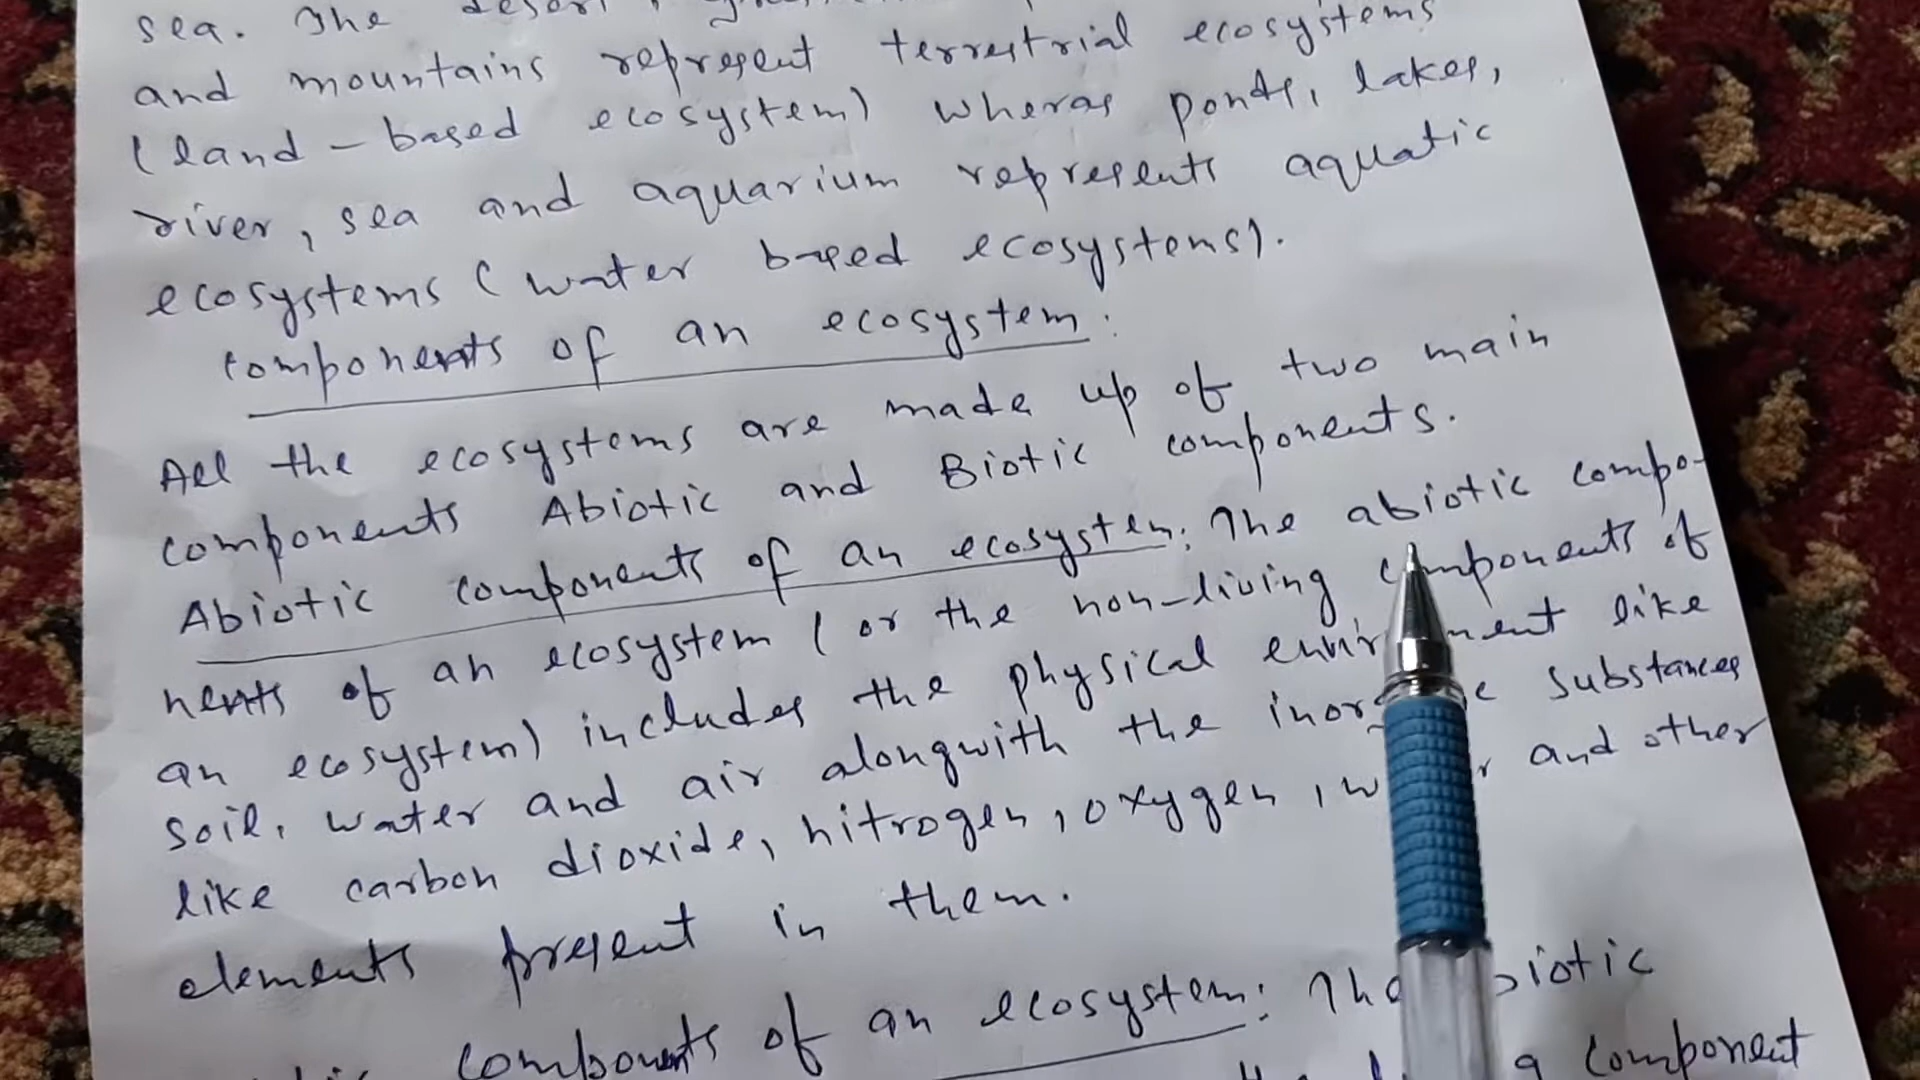 sea. The desert,
and mountains represent terrestrial ecosystems
(land-based ecosystem) wheras ponds, lakes,
river, sea and aquarium represents aquatic
ecosystems (water based ecosystems).
components of an ecosystem:
All the ecosystems are made up of two main
components Abiotic and Biotic components.
Abiotic components of an ecosystem: The abiotic compo-
nents of an ecosystem (or the non-living components of
an ecosystem) includes the physical environment like
soil, water and air alongwith the inorganic substances
like carbon dioxide, nitrogen, oxygen, water and other
elements present in them.
components of an ecosystem: The biotic
component